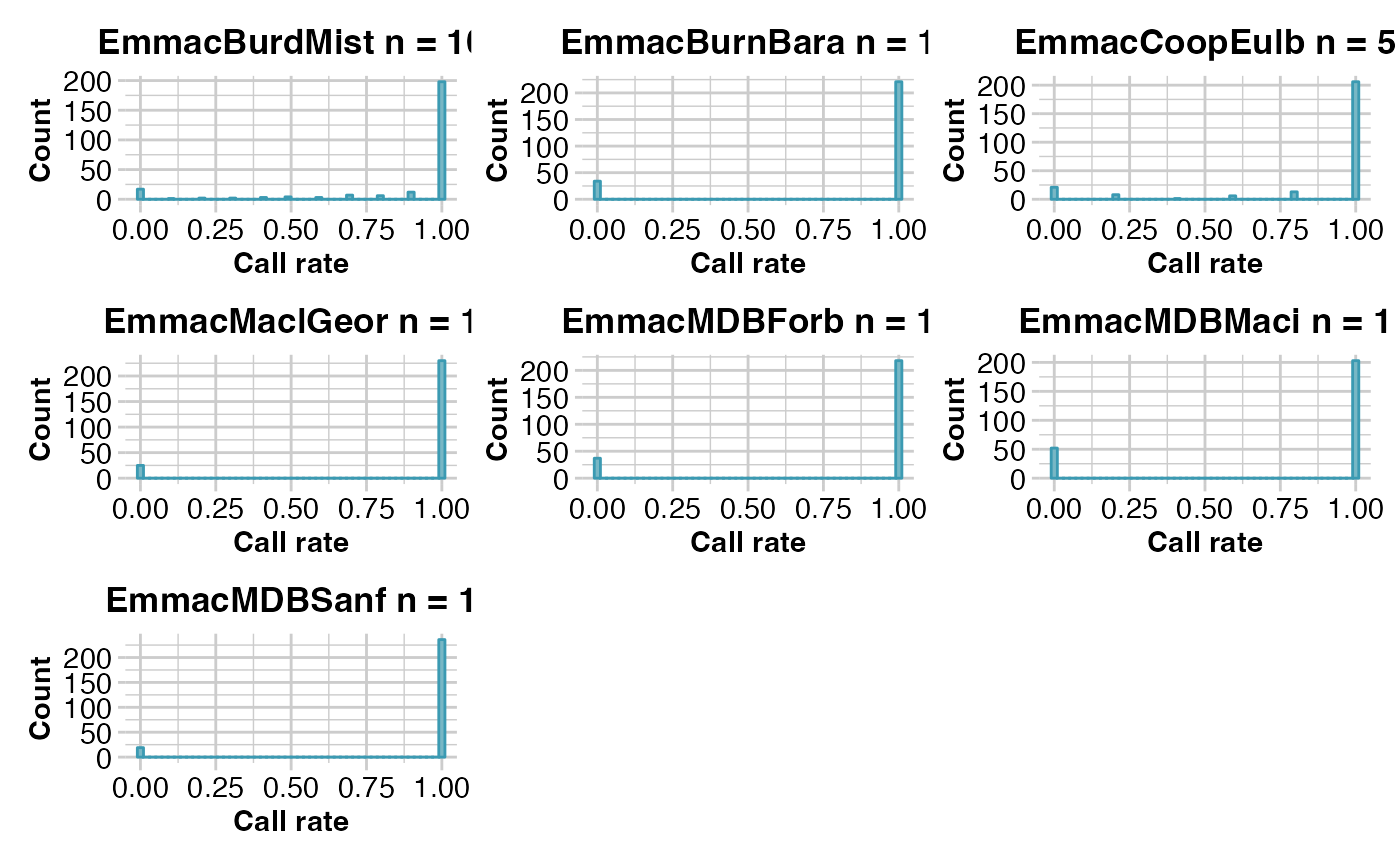 EmmacBurdMist n = 10
EmmacBurnBara n = 1
EmmacCoopEulb n = 5
200
150
100
50
0
Count
0.00 0.25 0.50 0.75 1.00
Call rate
200
150
100
50
0
Count
0.00 0.25 0.50 0.75 1.00
Call rate
200
150
100
50
0
Count
0.00 0.25 0.50 0.75 1.00
Call rate
EmmacMaclGeor n = 1
EmmacMDBForb n = 1
EmmacMDBMaci n = 1
200
150
100
50
0
Count
0.00 0.25 0.50 0.75 1.00
Call rate
200
150
100
50
0
Count
0.00 0.25 0.50 0.75 1.00
Call rate
200
150
100
50
0
Count
0.00 0.25 0.50 0.75 1.00
Call rate
EmmacMDBSanf n = 1
200
150
100
50
0
Count
0.00 0.25 0.50 0.75 1.00
Call rate